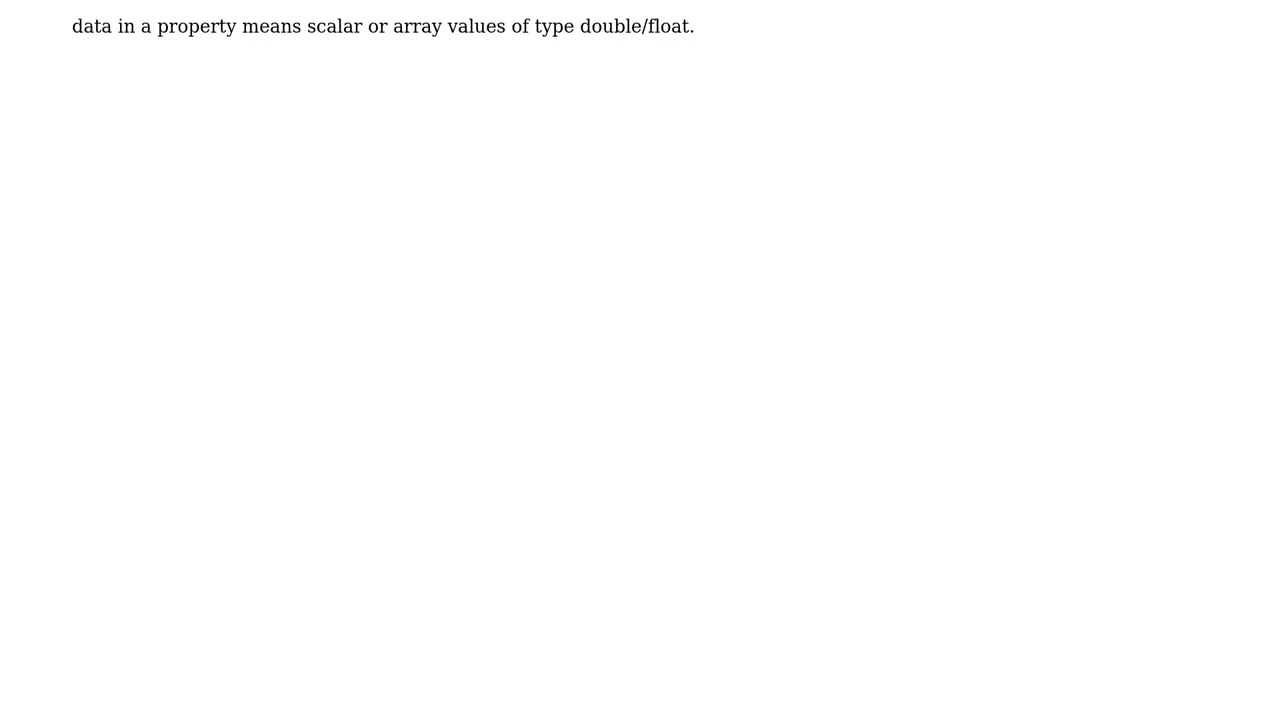 data in a property means scalar or array values of type double/float.